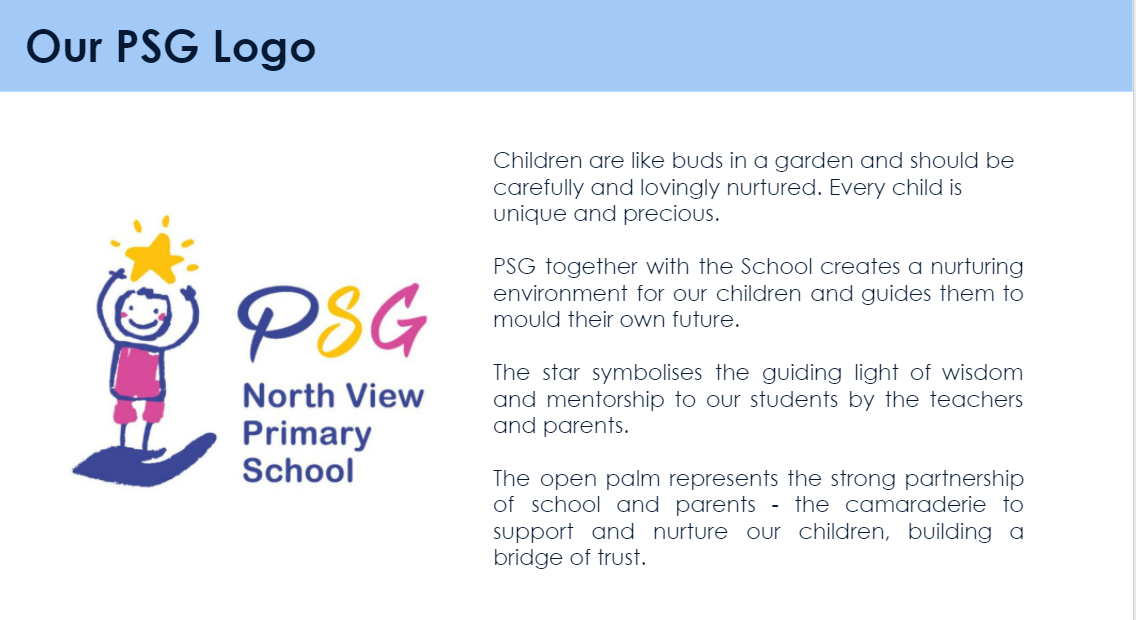 Our PSG Logo
PSG
North View
Primary
School
Children are like buds in a garden and should be
carefully and lovingly nurtured. Every child is
unique and precious.
PSG together with the School creates a nurturing
environment for our children and guides them to
mould their own future.
The star symbolises the guiding light of wisdom
and mentorship to our students by the teachers
and parents.
The open palm represents the strong partnership
of school and parents - the camaraderie to
support and nurture our children, building a
bridge of trust.